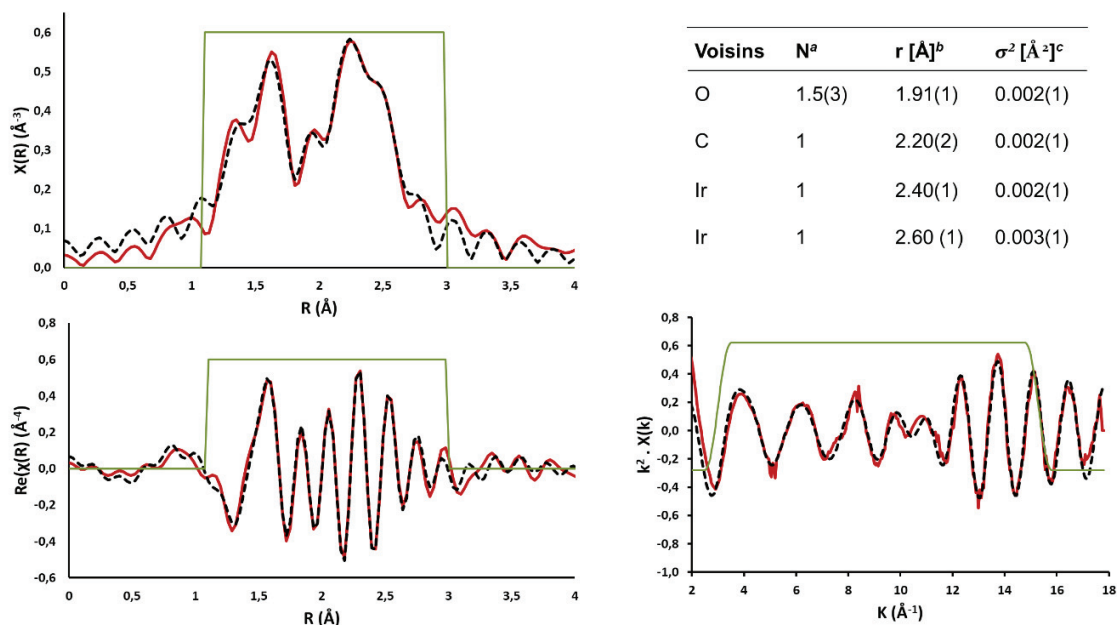 X(R) (Å-3)
0,6
0,5
0,4
0,3
0,2
0,1
0,0
0 0,5 1 1,5 2 2,5 3 3,5 4
R (Å)
Voisins Nᵃ r [Å]ᵇ σ² [Å²]ᶜ
O 1.5(3) 1.91(1) 0.002(1)
C 1 2.20(2) 0.002(1)
Ir 1 2.40(1) 0.002(1)
Ir 1 2.60 (1) 0.003(1)
Re(χ(R) (Å-4)
0,8
0,6
0,4
0,2
0,0
-0,2
-0,4
-0,6
0 0,5 1 1,5 2 2,5 3 3,5 4
R (Å)
k² . X(k)
0,8
0,6
0,4
0,2
0,0
-0,2
-0,4
-0,6
-0,8
-1,0
2 4 6 8 10 12 14 16 18
K (Å-1)